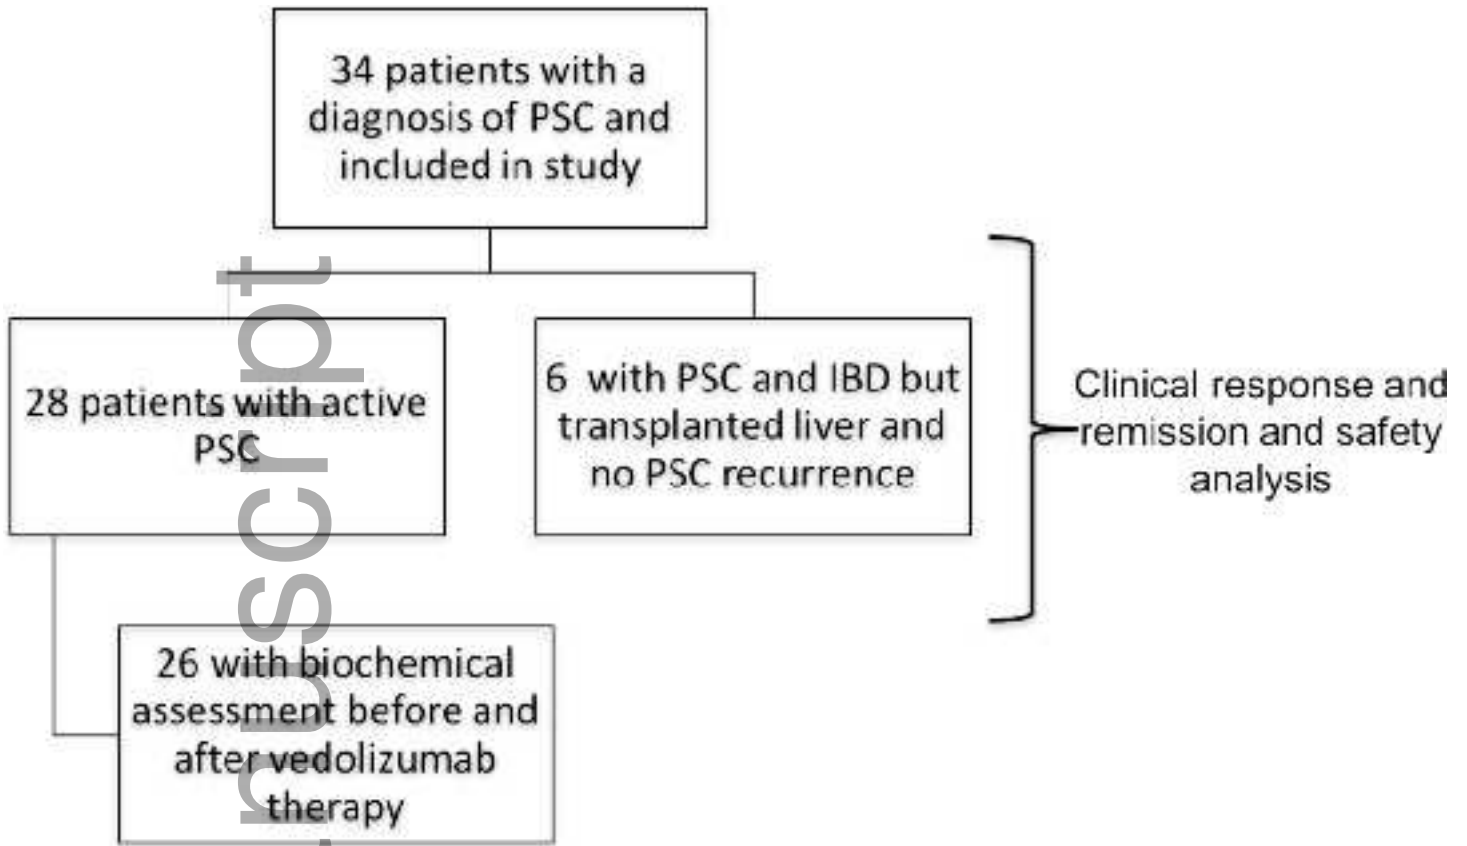 34 patients with a
diagnosis of PSC and
included in study
28 patients with active
PSC
6 with PSC and IBD but
transplanted liver and
no PSC recurrence
Clinical response and
remission and safety
analysis
26 with biochemical
assessment before and
after vedolizumab
therapy
nuscript